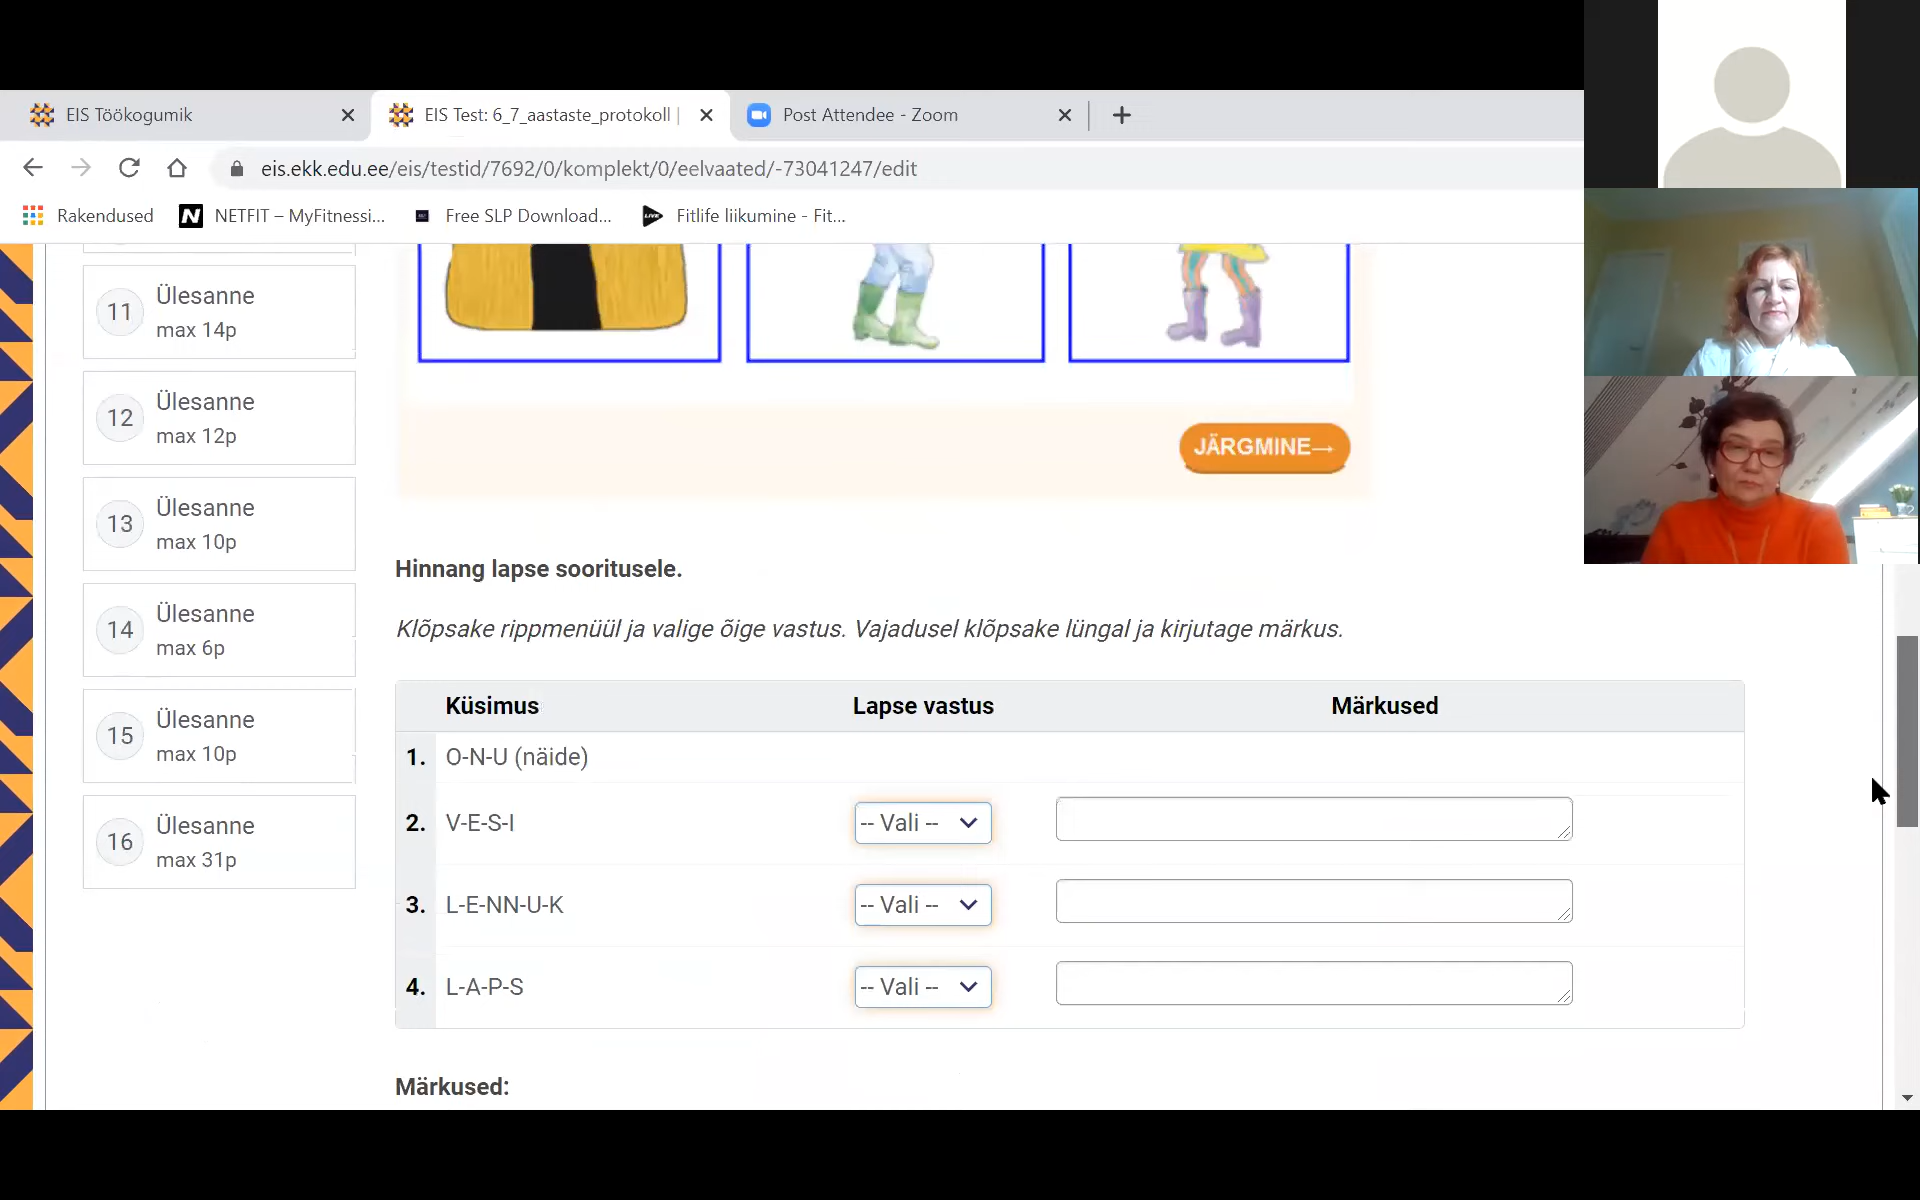 EIS Töökogumik
EIS Test: 6_7_aastaste_protokoll |
Post Attendee - Zoom
eis.ekk.edu.ee/eis/testid/7692/0/komplekt/0/eelvaated/-73041247/edit
Rakendused
NETFIT – MyFitnessi...
Free SLP Download...
LIVE
Fitlife liikumine - Fit...
11 Ülesanne
max 14p
12 Ülesanne
max 12p
13 Ülesanne
max 10p
14 Ülesanne
max 6p
15 Ülesanne
max 10p
16 Ülesanne
max 31p
JÄRGMINE→
Hinnang lapse sooritusele.
Klõpsake rippmenüül ja valige õige vastus. Vajadusel klõpsake lüngal ja kirjutage märkus.
Küsimus Lapse vastus Märkused
1. O-N-U (näide)
2. V-E-S-I -- Vali --
3. L-E-NN-U-K -- Vali --
4. L-A-P-S -- Vali --
Märkused: